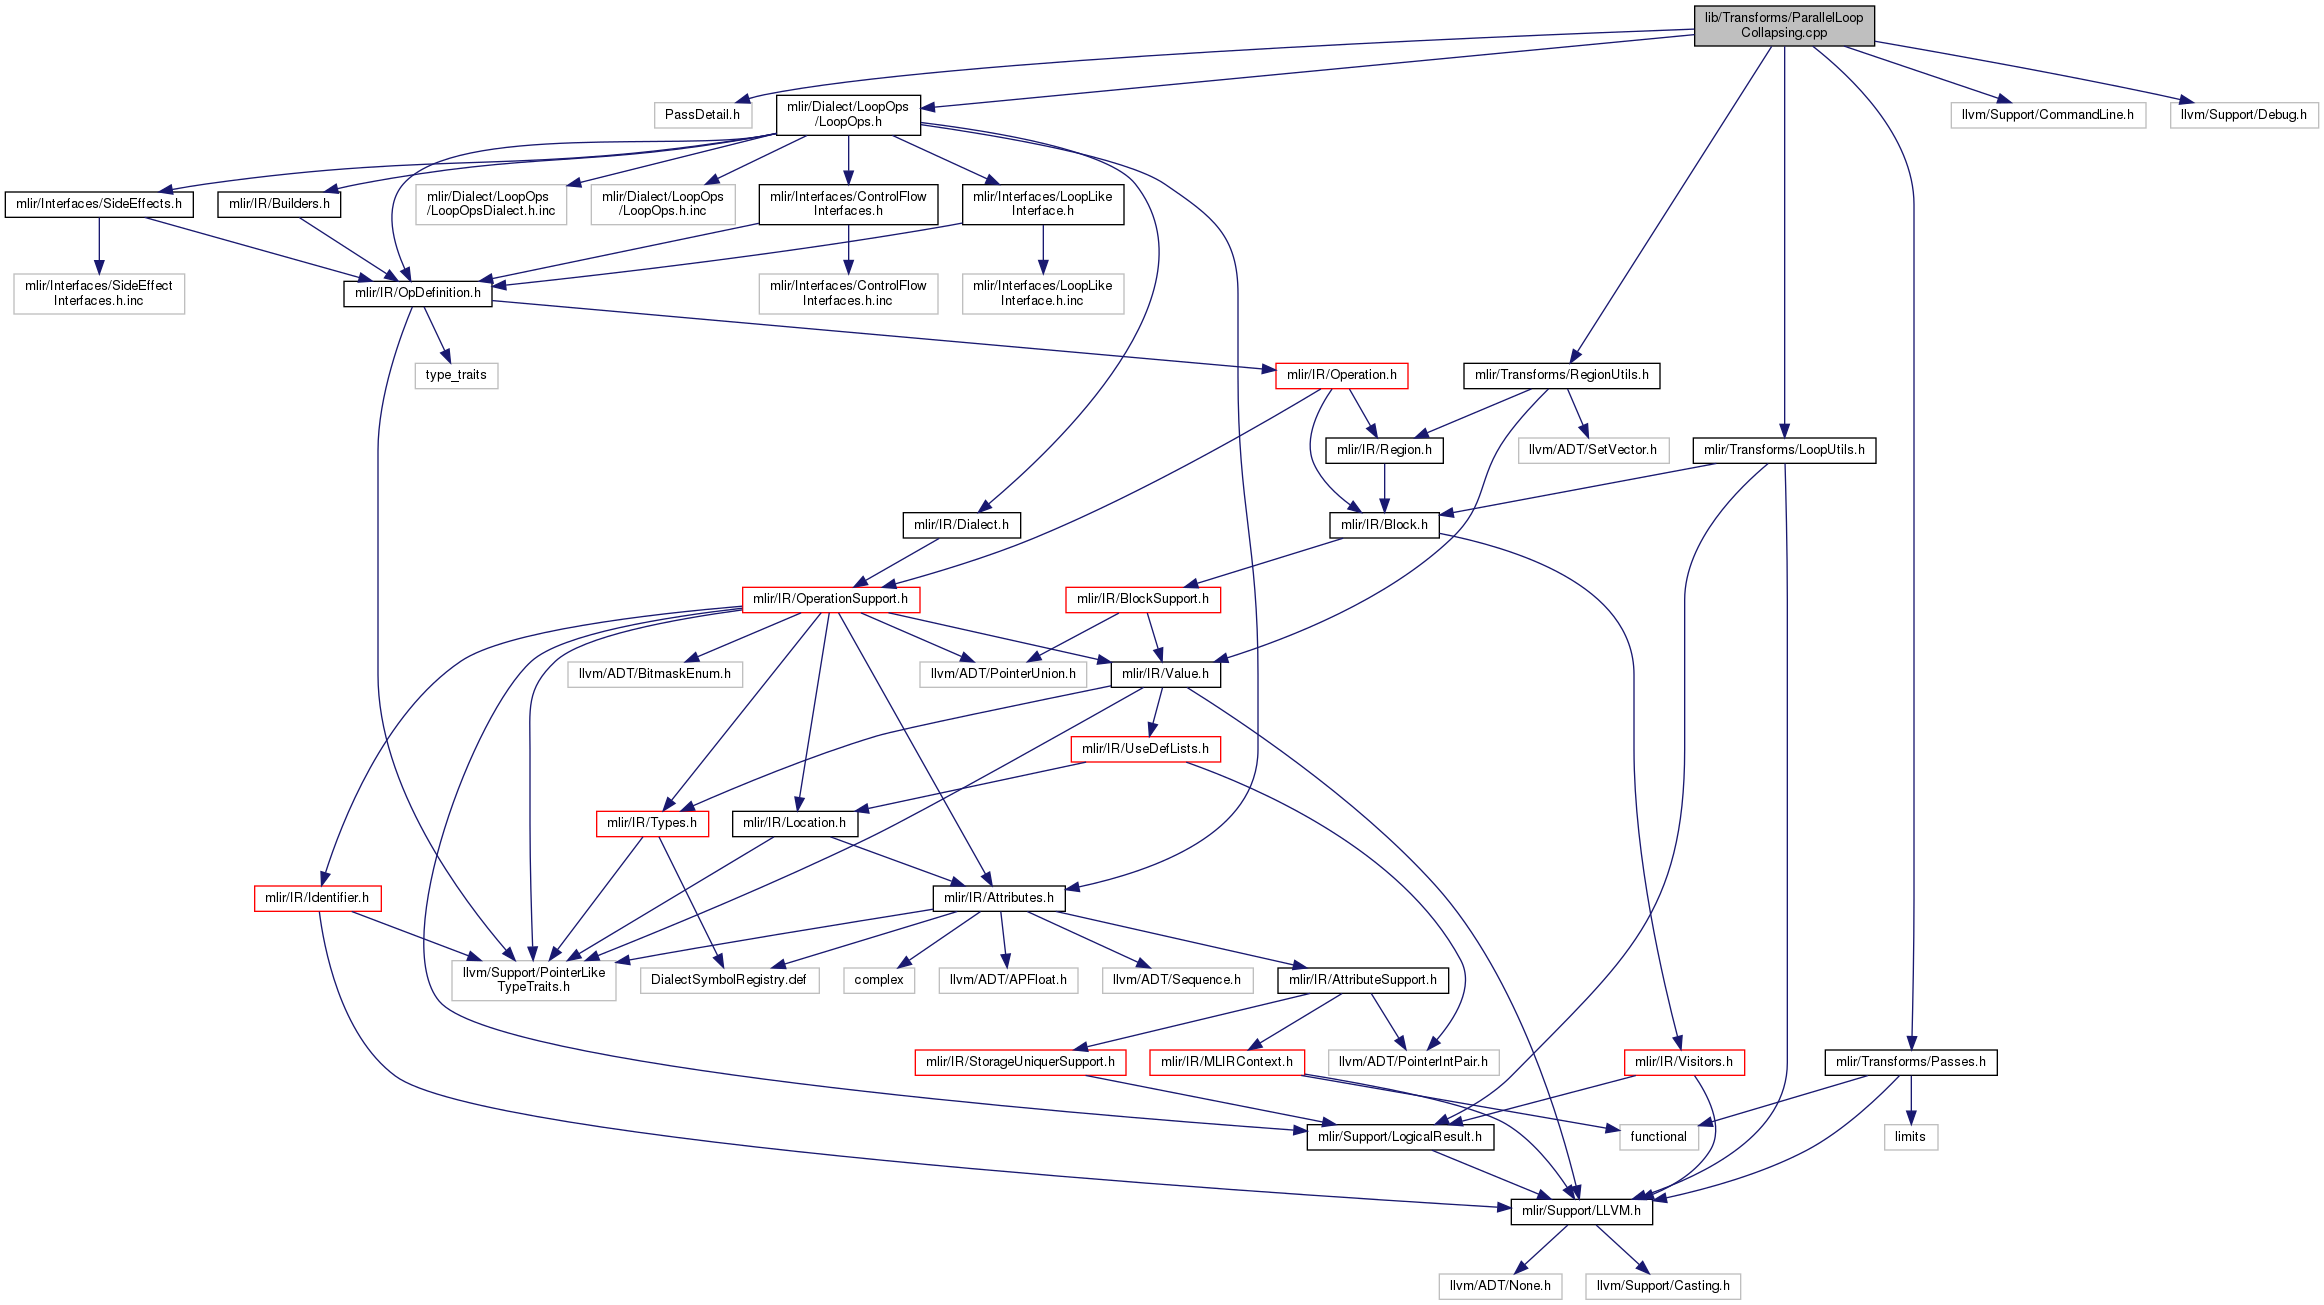 lib/Transforms/ParallelLoop
Collapsing.cpp
PassDetail.h
mlir/Dialect/LoopOps
/LoopOps.h
llvm/Support/CommandLine.h
llvm/Support/Debug.h
mlir/Interfaces/SideEffects.h
mlir/IR/Builders.h
mlir/Dialect/LoopOps
/LoopOpsDialect.h.inc
mlir/Dialect/LoopOps
/LoopOps.h.inc
mlir/Interfaces/ControlFlow
Interfaces.h
mlir/Interfaces/LoopLike
Interface.h
mlir/Interfaces/SideEffect
Interfaces.h.inc
mlir/IR/OpDefinition.h
mlir/Interfaces/ControlFlow
Interfaces.h.inc
mlir/Interfaces/LoopLike
Interface.h.inc
type_traits
mlir/IR/Operation.h
mlir/Transforms/RegionUtils.h
mlir/IR/Region.h
llvm/ADT/SetVector.h
mlir/Transforms/LoopUtils.h
mlir/IR/Dialect.h
mlir/IR/Block.h
mlir/IR/OperationSupport.h
mlir/IR/BlockSupport.h
llvm/ADT/BitmaskEnum.h
llvm/ADT/PointerUnion.h
mlir/IR/Value.h
mlir/IR/UseDefLists.h
mlir/IR/Types.h
mlir/IR/Location.h
mlir/IR/Identifier.h
mlir/IR/Attributes.h
llvm/Support/PointerLike
TypeTraits.h
DialectSymbolRegistry.def
complex
llvm/ADT/APFloat.h
llvm/ADT/Sequence.h
mlir/IR/AttributeSupport.h
mlir/IR/StorageUniquerSupport.h
mlir/IR/MLIRContext.h
llvm/ADT/PointerIntPair.h
mlir/IR/Visitors.h
mlir/Transforms/Passes.h
mlir/Support/LogicalResult.h
functional
limits
mlir/Support/LLVM.h
llvm/ADT/None.h
llvm/Support/Casting.h